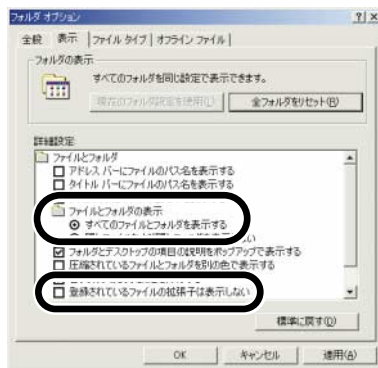 フォルダ オプション
全般 表示 ファイル タイプ オフライン ファイル
フォルダの表示
すべてのフォルダを同じ設定で表示できます。
現在のフォルダ設定を使用(L) 全フォルダをリセット(R)
詳細設定:
ファイルとフォルダ
アドレス バーにファイルのパス名を表示する
タイトル バーにファイルのパス名を表示する
ファイルとフォルダの表示
すべてのファイルとフォルダを表示する
フォルダとデスクトップの項目の説明をポップアップで表示する
圧縮されているファイルとフォルダを別の色で表示する
登録されているファイルの拡張子は表示しない
標準に戻す(D)
OK キャンセル 適用(A)